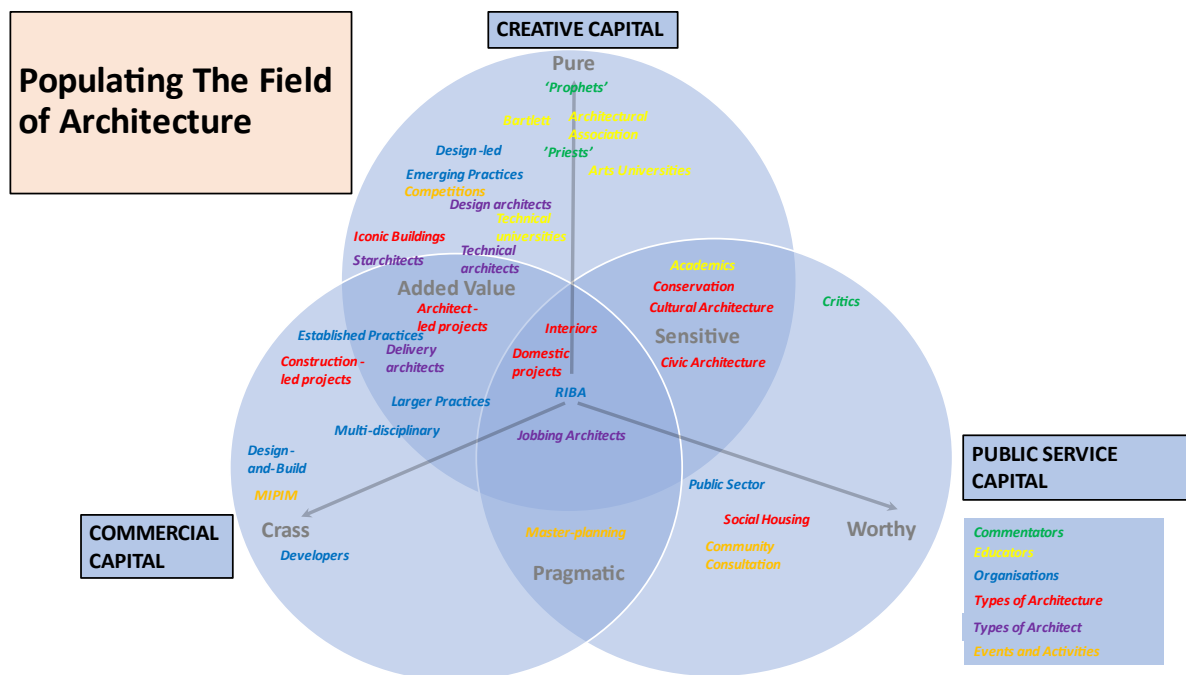 CREATIVE CAPITAL
Populating The Field
of Architecture
Pure
‘Prophets’
Bartlett
Architectural
Association
’Priests’
Design -led
Arts Universities
Emerging Practices
Competitions
Design architects
Technical
universities
Iconic Buildings
Starchitects
Technical
architects
Academics
Conservation
Cultural Architecture
Critics
Added Value
Architect -
led projects
Interiors
Sensitive
Established Practices
Delivery
architects
Domestic
projects
Civic Architecture
Construction -
led projects
RIBA
Larger Practices
Multi-disciplinary
Jobbing Architects
Design -
and-Build
PUBLIC SERVICE
CAPITAL
MIPIM
Public Sector
Crass
Social Housing
Worthy
COMMERCIAL
CAPITAL
Master-planning
Developers
Community
Consultation
Pragmatic
Commentators
Educators
Organisations
Types of Architecture
Types of Architect
Events and Activities